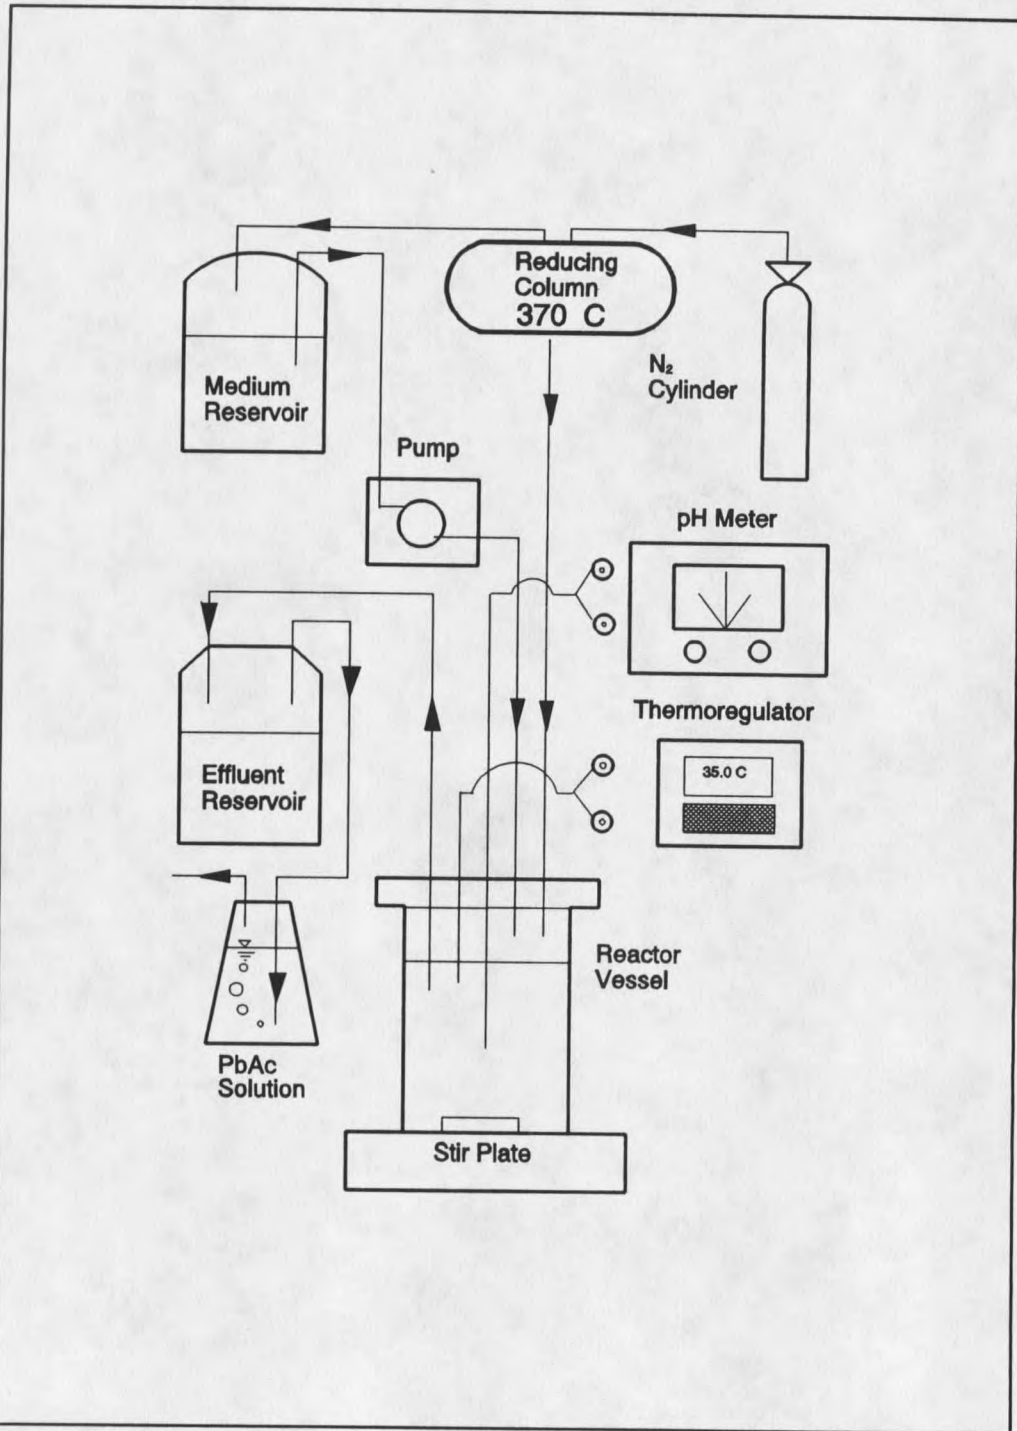 Reducing
Column
370 C
N₂
Cylinder
Medium
Reservoir
Pump
pH Meter
Thermoregulator
35.0 C
Effluent
Reservoir
Reactor
Vessel
PbAc
Solution
Stir Plate